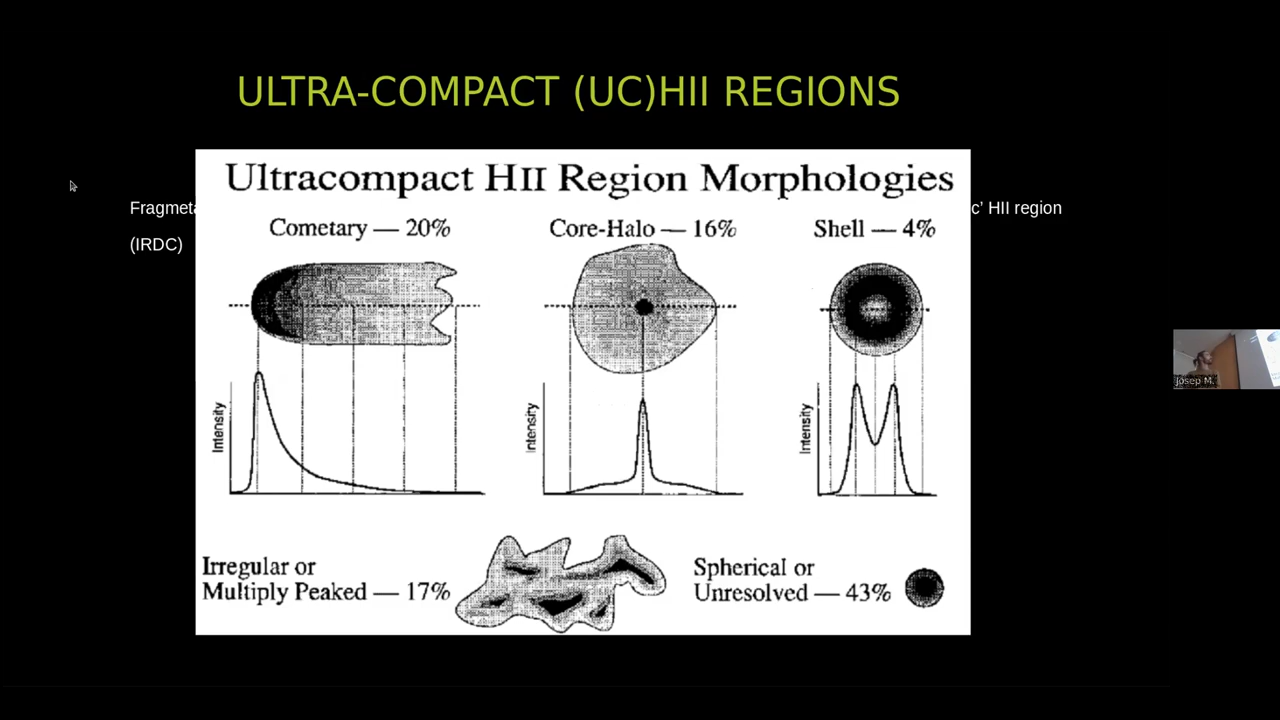 ULTRA-COMPACT (UC)HII REGIONS
Ultracompact HII Region Morphologies
Fragmeta
c’ HII region
(IRDC)
Cometary — 20%
Core-Halo — 16%
Shell — 4%
Intensity
Intensity
Intensity
Irregular or
Multiply Peaked — 17%
Spherical or
Unresolved — 43%
Josep M.